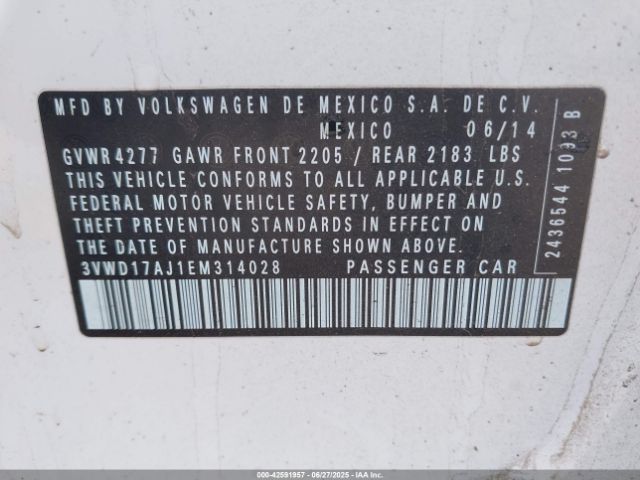 MFD BY VOLKSWAGEN DE MEXICO S.A. DE C.V.
MEXICO 06/14
GVWR 4277 GAWR FRONT 2205 / REAR 2183 LBS
THIS VEHICLE CONFORMS TO ALL APPLICABLE U.S.
FEDERAL MOTOR VEHICLE SAFETY, BUMPER AND
THEFT PREVENTION STANDARDS IN EFFECT ON
THE DATE OF MANUFACTURE SHOWN ABOVE.
3VWD17AJ1EM314028 PASSENGER CAR
2436544 1093 B
000-42591957 | 06/27/2025 | IAAI.COM